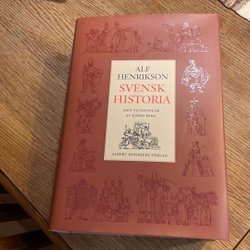 ALF
HENRIKSON
SVENSK
HISTORIA
MED TECKNINGAR
AV BJÖRN BERG
ALBERT BONNIERS FÖRLAG